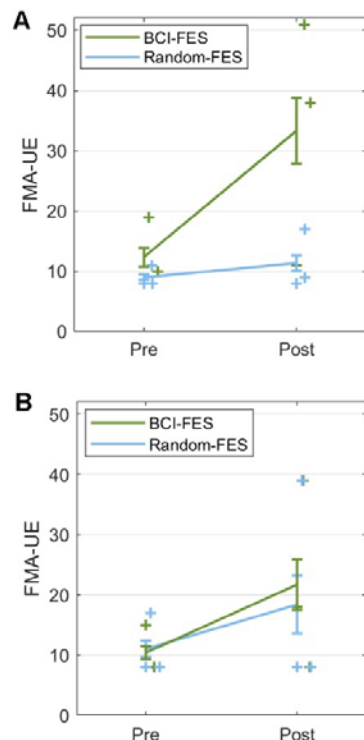 A
50
BCI-FES
Random-FES
40
30
FMA-UE
20
10
0
Pre Post
B
50
BCI-FES
Random-FES
40
30
FMA-UE
20
10
0
Pre Post